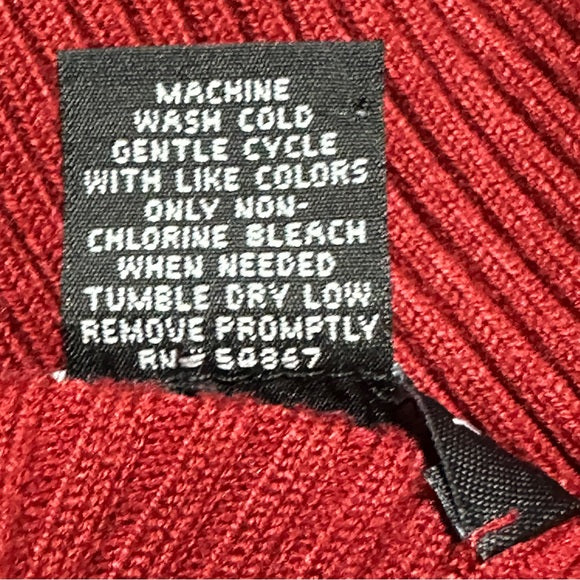 MACHINE
WASH COLD
GENTLE CYCLE
WITH LIKE COLORS
ONLY NON-
CHLORINE BLEACH
WHEN NEEDED
TUMBLE DRY LOW
REMOVE PROMPTLY
RN# 50367